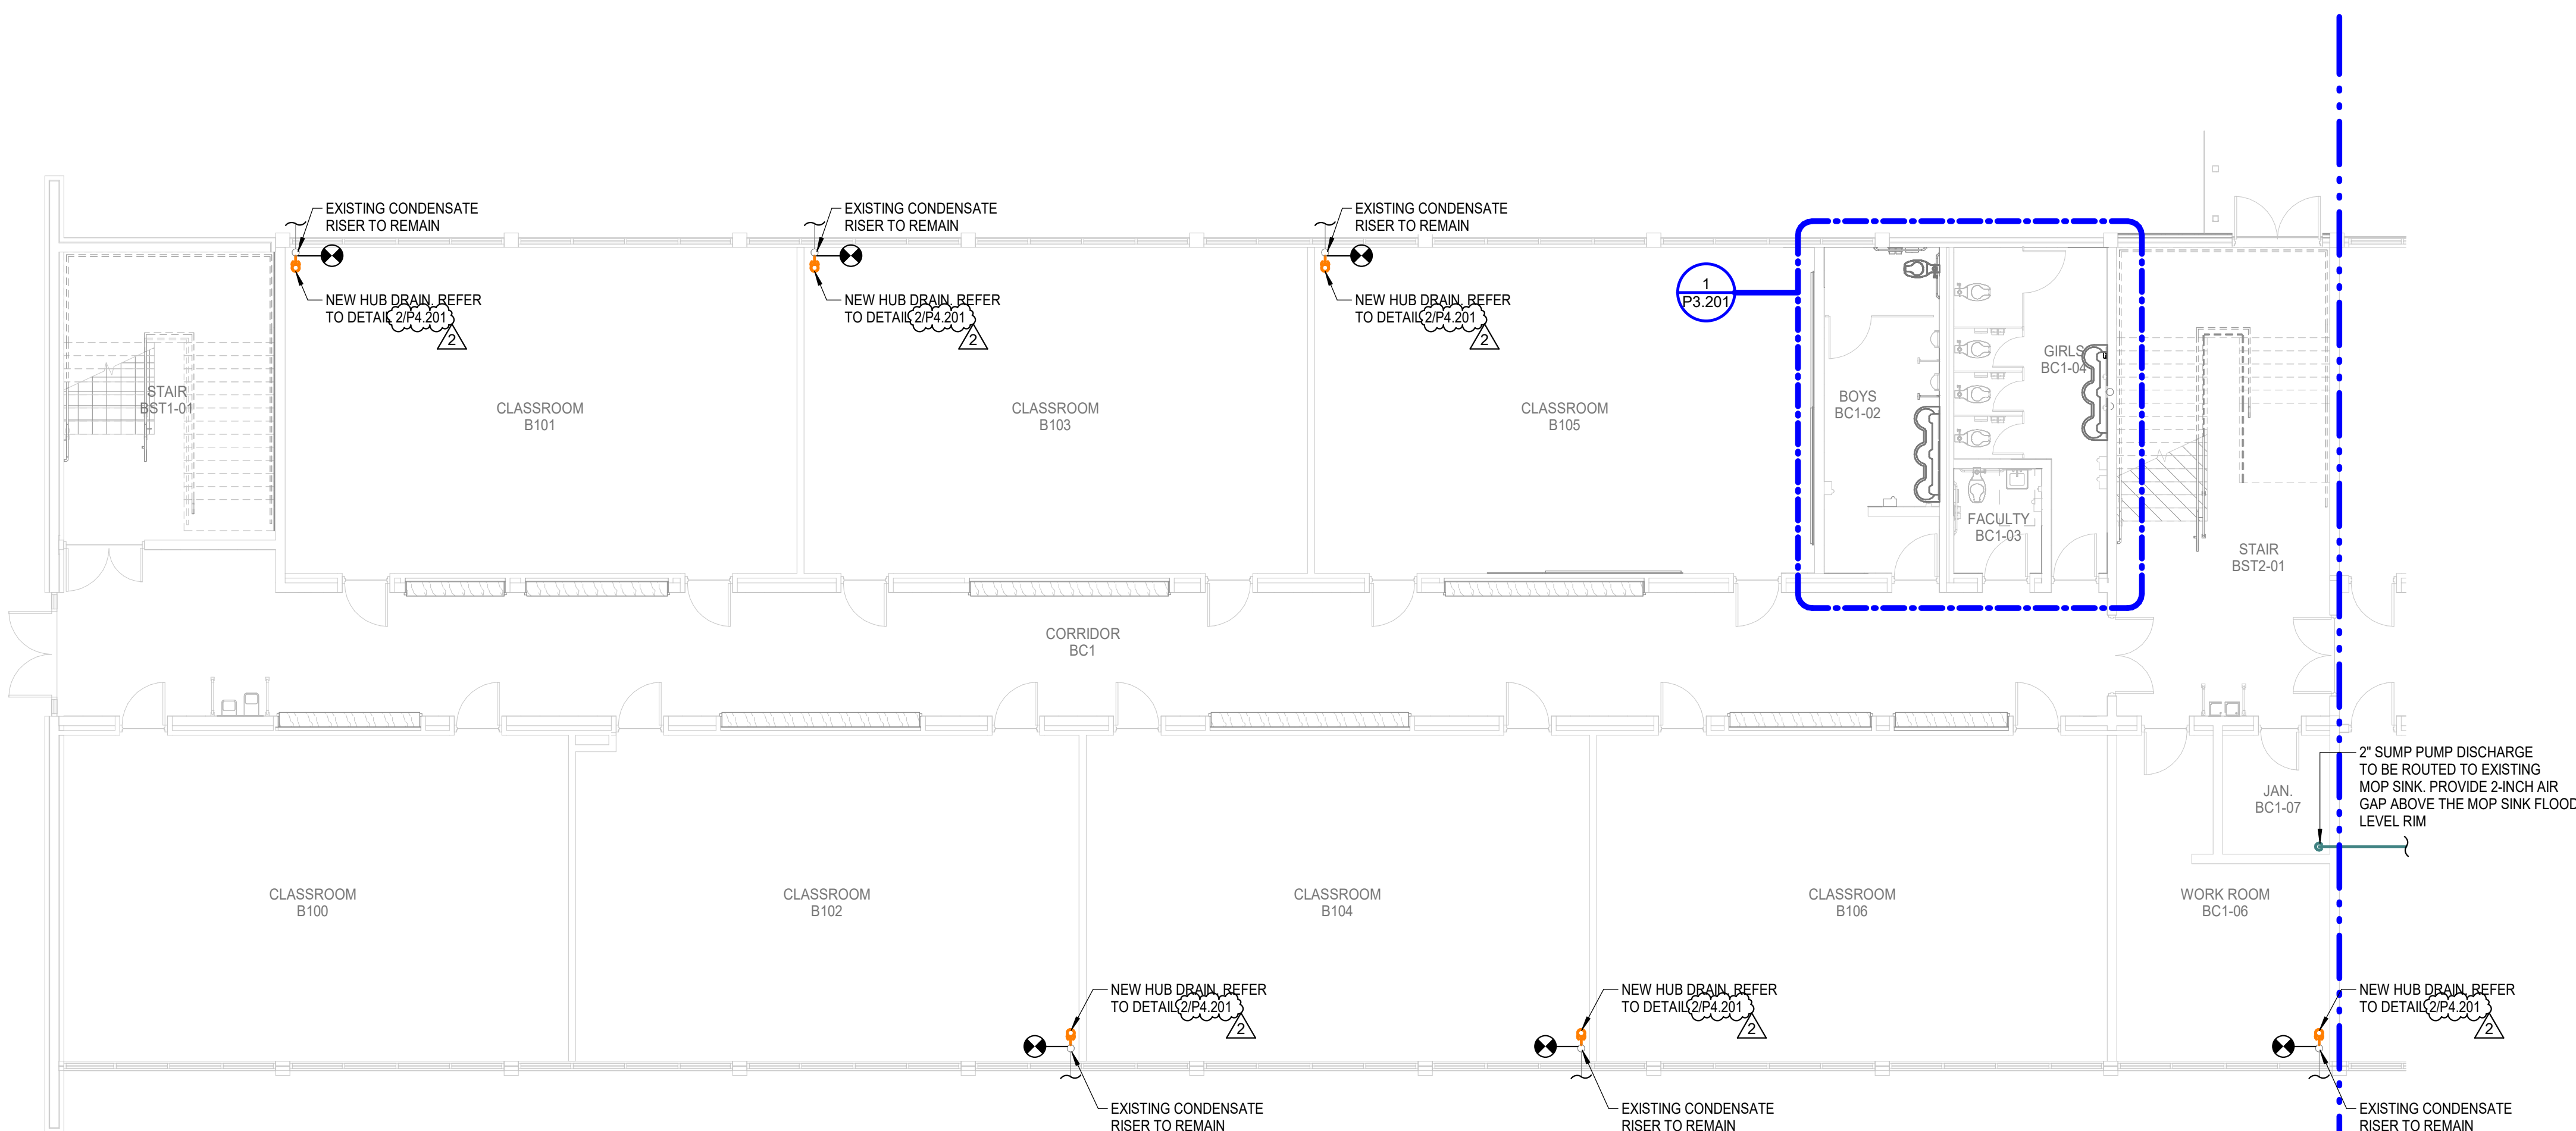 EXISTING CONDENSATE
RISER TO REMAIN
EXISTING CONDENSATE
RISER TO REMAIN
EXISTING CONDENSATE
RISER TO REMAIN
NEW HUB DRAIN, REFER
TO DETAIL 2/P4.201
2
NEW HUB DRAIN, REFER
TO DETAIL 2/P4.201
2
NEW HUB DRAIN, REFER
TO DETAIL 2/P4.201
2
1
P3.201
STAIR
BST1-01
CLASSROOM
B101
CLASSROOM
B103
CLASSROOM
B105
BOYS
BC1-02
GIRLS
BC1-04
FACULTY
BC1-03
STAIR
BST2-01
CORRIDOR
BC1
2" SUMP PUMP DISCHARGE
TO BE ROUTED TO EXISTING
MOP SINK. PROVIDE 2-INCH AIR
GAP ABOVE THE MOP SINK FLOOD
LEVEL RIM
JAN.
BC1-07
CLASSROOM
B100
CLASSROOM
B102
CLASSROOM
B104
CLASSROOM
B106
WORK ROOM
BC1-06
NEW HUB DRAIN, REFER
TO DETAIL 2/P4.201
2
NEW HUB DRAIN, REFER
TO DETAIL 2/P4.201
2
NEW HUB DRAIN, REFER
TO DETAIL 2/P4.201
2
EXISTING CONDENSATE
RISER TO REMAIN
EXISTING CONDENSATE
RISER TO REMAIN
EXISTING CONDENSATE
RISER TO REMAIN